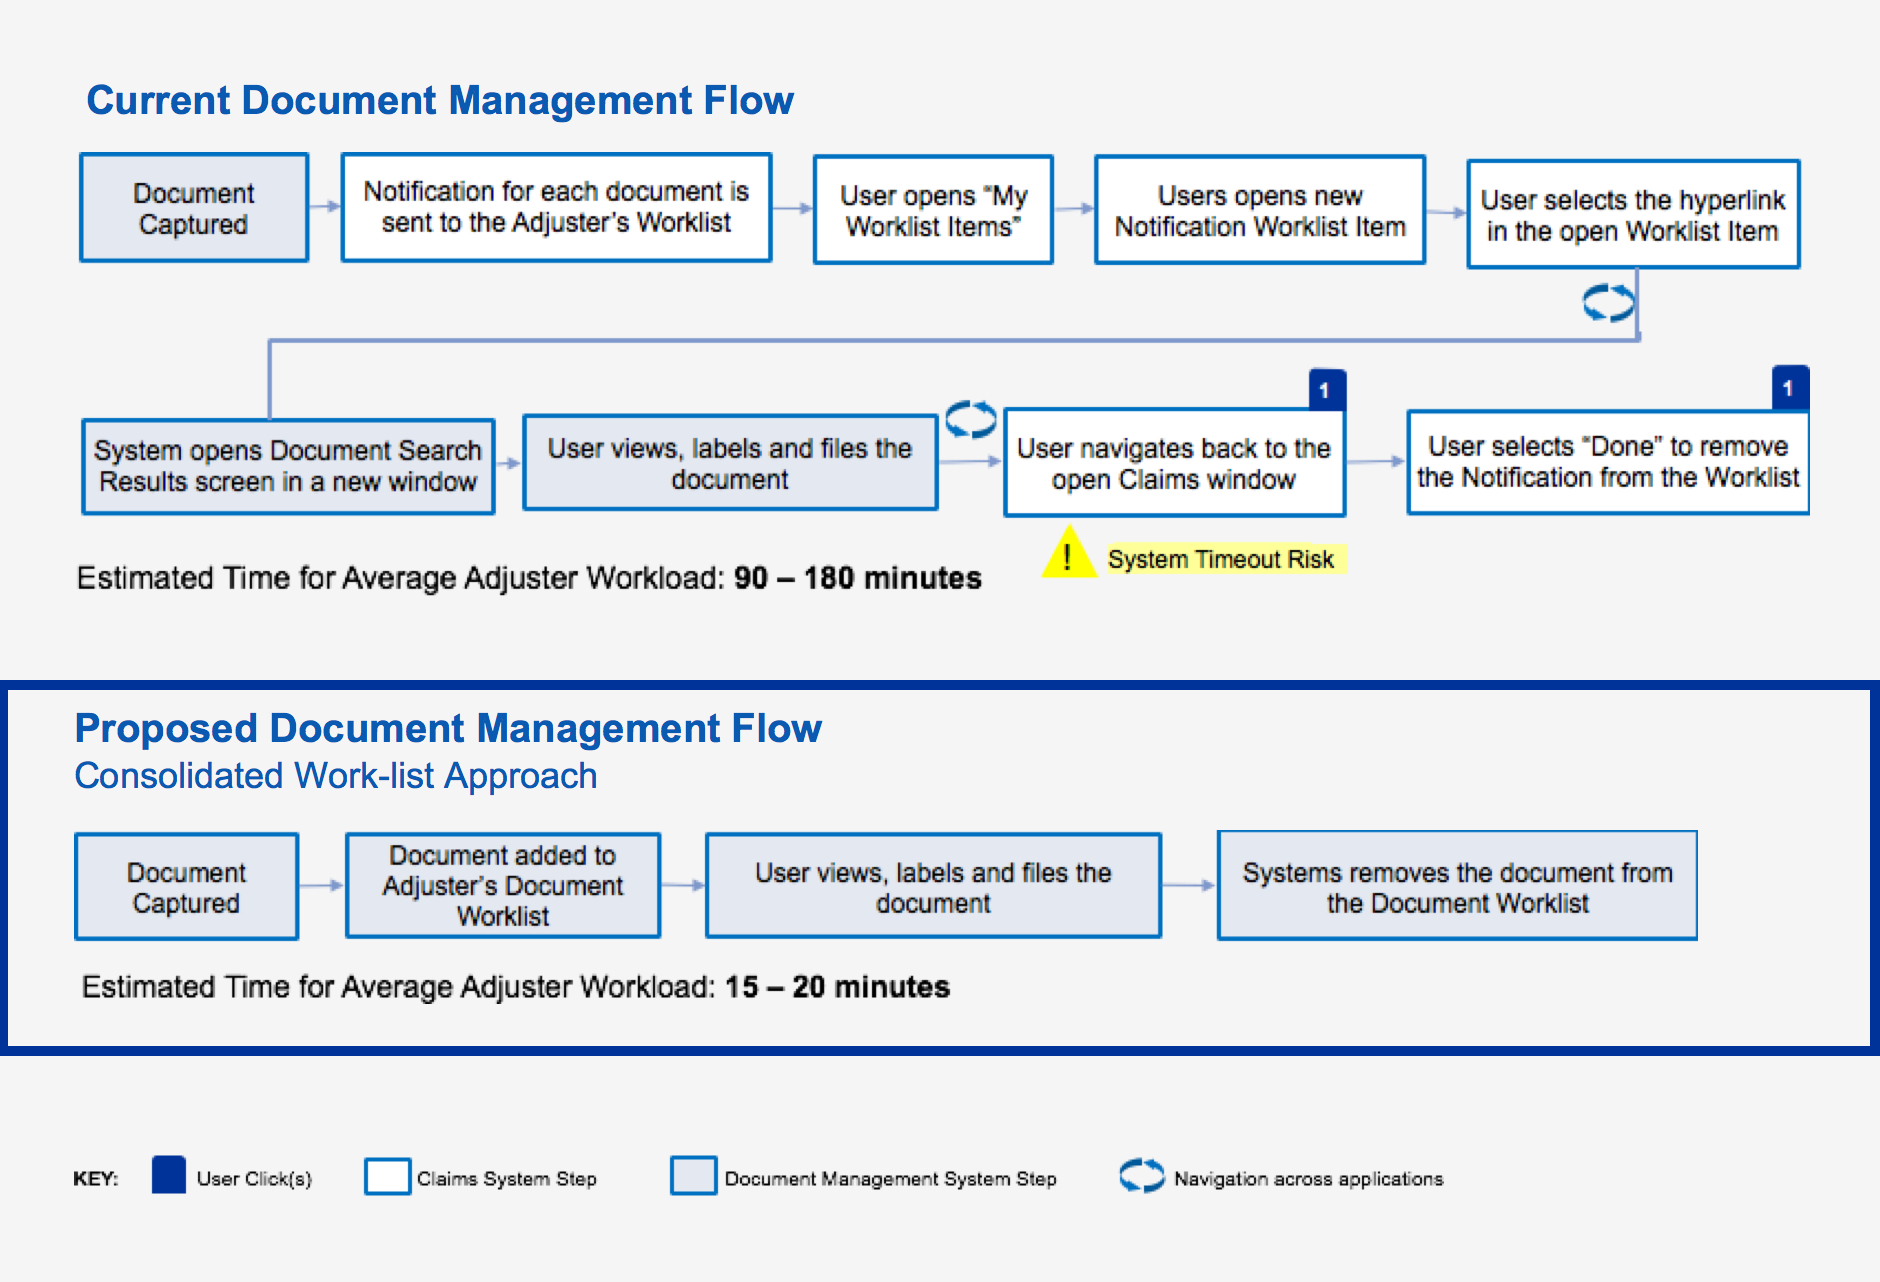 Current Document Management Flow
Document
Captured
Notification for each document is
sent to the Adjuster's Worklist
User opens “My
Worklist Items”
Users opens new
Notification Worklist Item
User selects the hyperlink
in the open Worklist Item
System opens Document Search
Results screen in a new window
User views, labels and files the
document
1
User navigates back to the
open Claims window
1
User selects “Done” to remove
the Notification from the Worklist
! System Timeout Risk
Estimated Time for Average Adjuster Workload: 90 – 180 minutes
Proposed Document Management Flow
Consolidated Work-list Approach
Document
Captured
Document added to
Adjuster's Document
Worklist
User views, labels and files the
document
Systems removes the document from
the Document Worklist
Estimated Time for Average Adjuster Workload: 15 – 20 minutes
KEY: User Click(s) Claims System Step Document Management System Step Navigation across applications